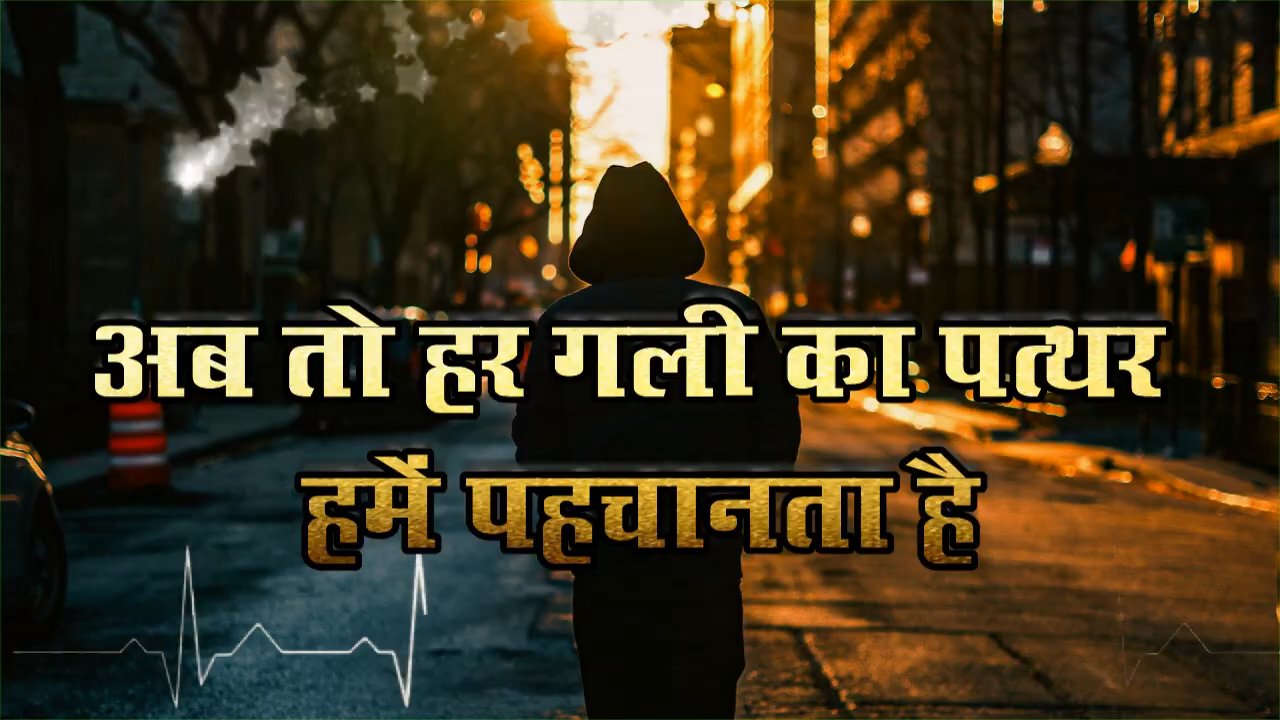 अब तो हर गली का पत्थर
हमें पहचानता है